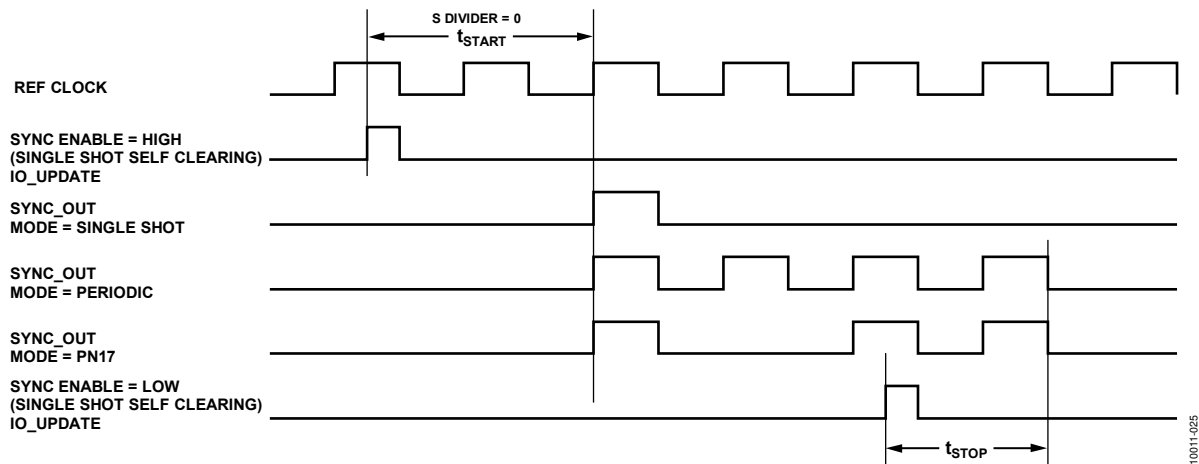 S DIVIDER = 0
tSTART
REF CLOCK
SYNC ENABLE = HIGH
(SINGLE SHOT SELF CLEARING)
IO_UPDATE
SYNC_OUT
MODE = SINGLE SHOT
SYNC_OUT
MODE = PERIODIC
SYNC_OUT
MODE = PN17
SYNC ENABLE = LOW
(SINGLE SHOT SELF CLEARING)
IO_UPDATE
tSTOP
10011-025